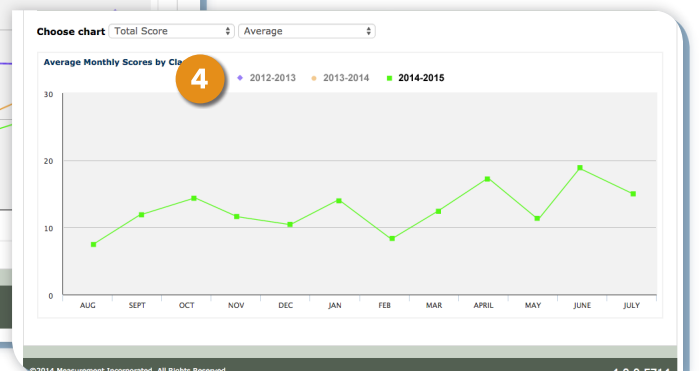 Choose chart Total Score Average
Average Monthly Scores by
4
2012-2013 2013-2014 2014-2015
30
20
10
0
AUG SEPT OCT NOV DEC JAN FEB MAR APRIL MAY JUNE JULY
©2014 Measurement Incorporated. All Rights Reserved.